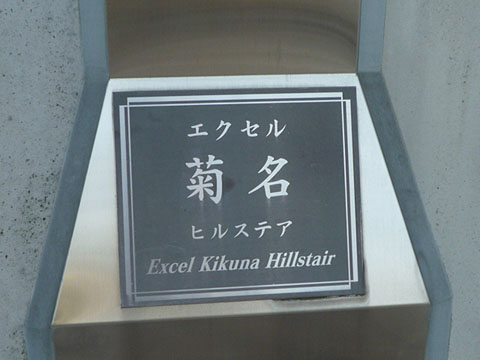 エクセル
菊名
ヒルステア
Excel Kikuna Hillstair